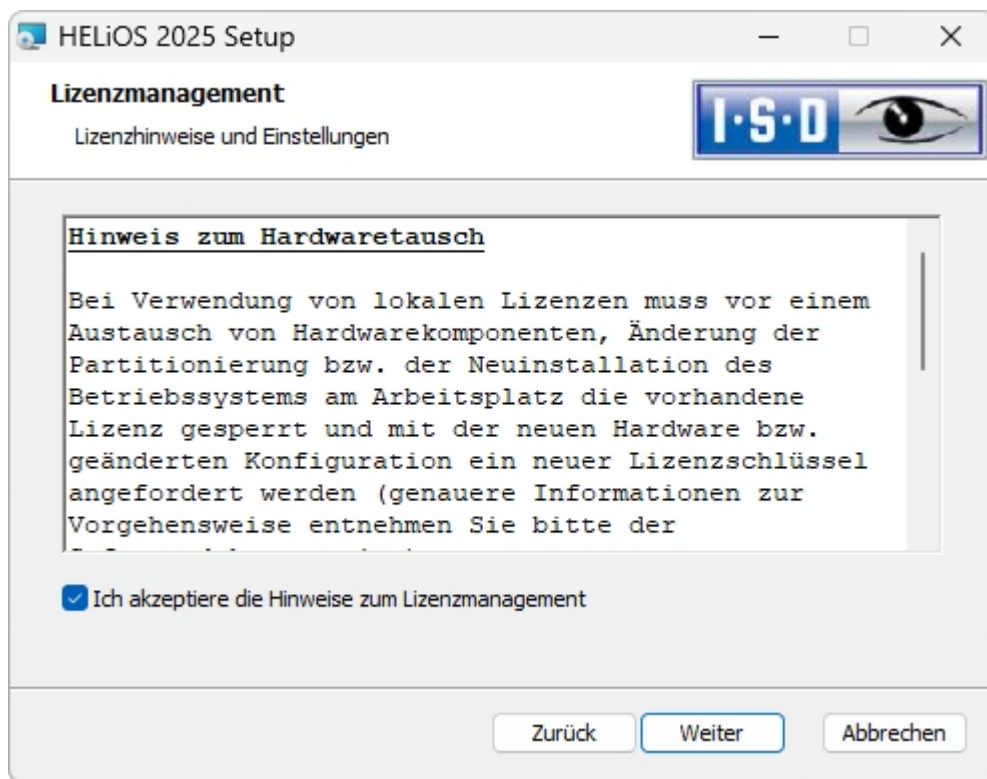 HELiOS 2025 Setup
Lizenzmanagement
Lizenzhinweise und Einstellungen
I·S·D
Hinweis zum Hardwaretausch
Bei Verwendung von lokalen Lizenzen muss vor einem
Austausch von Hardwarekomponenten, Änderung der
Partitionierung bzw. der Neuinstallation des
Betriebssystems am Arbeitsplatz die vorhandene
Lizenz gesperrt und mit der neuen Hardware bzw.
geänderten Konfiguration ein neuer Lizenzschlüssel
angefordert werden (genauere Informationen zur
Vorgehensweise entnehmen Sie bitte der
Ich akzeptiere die Hinweise zum Lizenzmanagement
Zurück
Weiter
Abbrechen